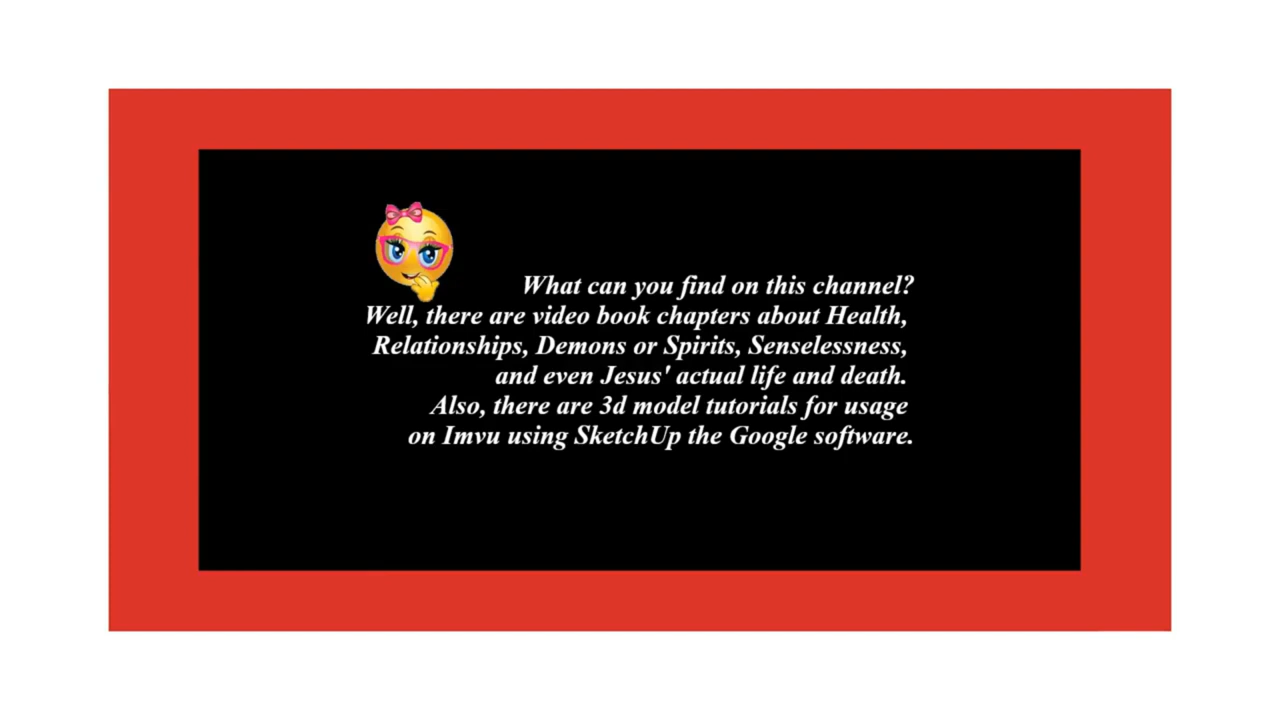 What can you find on this channel?
Well, there are video book chapters about Health,
Relationships, Demons or Spirits, Senselessness,
and even Jesus' actual life and death.
Also, there are 3d model tutorials for usage
on Imvu using SketchUp the Google software.